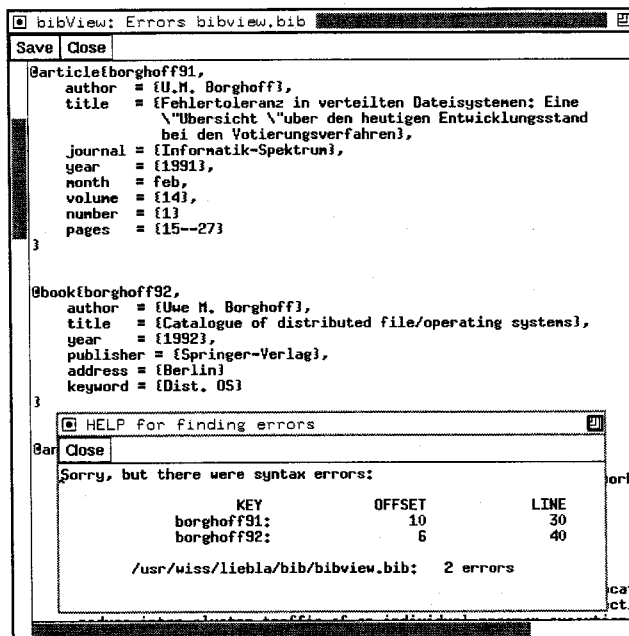 bibView: Errors bibview.bib
Save Close
@article{borghoff91,
author = {U.M. Borghoff},
title = {Fehlertoleranz in verteilten Dateisystemen: Eine
\"Ubersicht \"uber den heutigen Entwicklungsstand
bei den Votierungsverfahren},
journal = {Informatik-Spektrum},
year = {1991},
month = feb,
volume = {14},
number = {1}
pages = {15--27}
}
@book{borghoff92,
author = {Uwe M. Borghoff},
title = {Catalogue of distributed file/operating systems},
year = {1992},
publisher = {Springer-Verlag},
address = {Berlin}
keyword = {Dist. OS}
}
HELP for finding errors
@ar
Close
Sorry, but there were syntax errors:
KEY OFFSET LINE
borghoff91: 10 30
borghoff92: 6 40
/usr/wiss/liebla/bib/bibview.bib: 2 errors